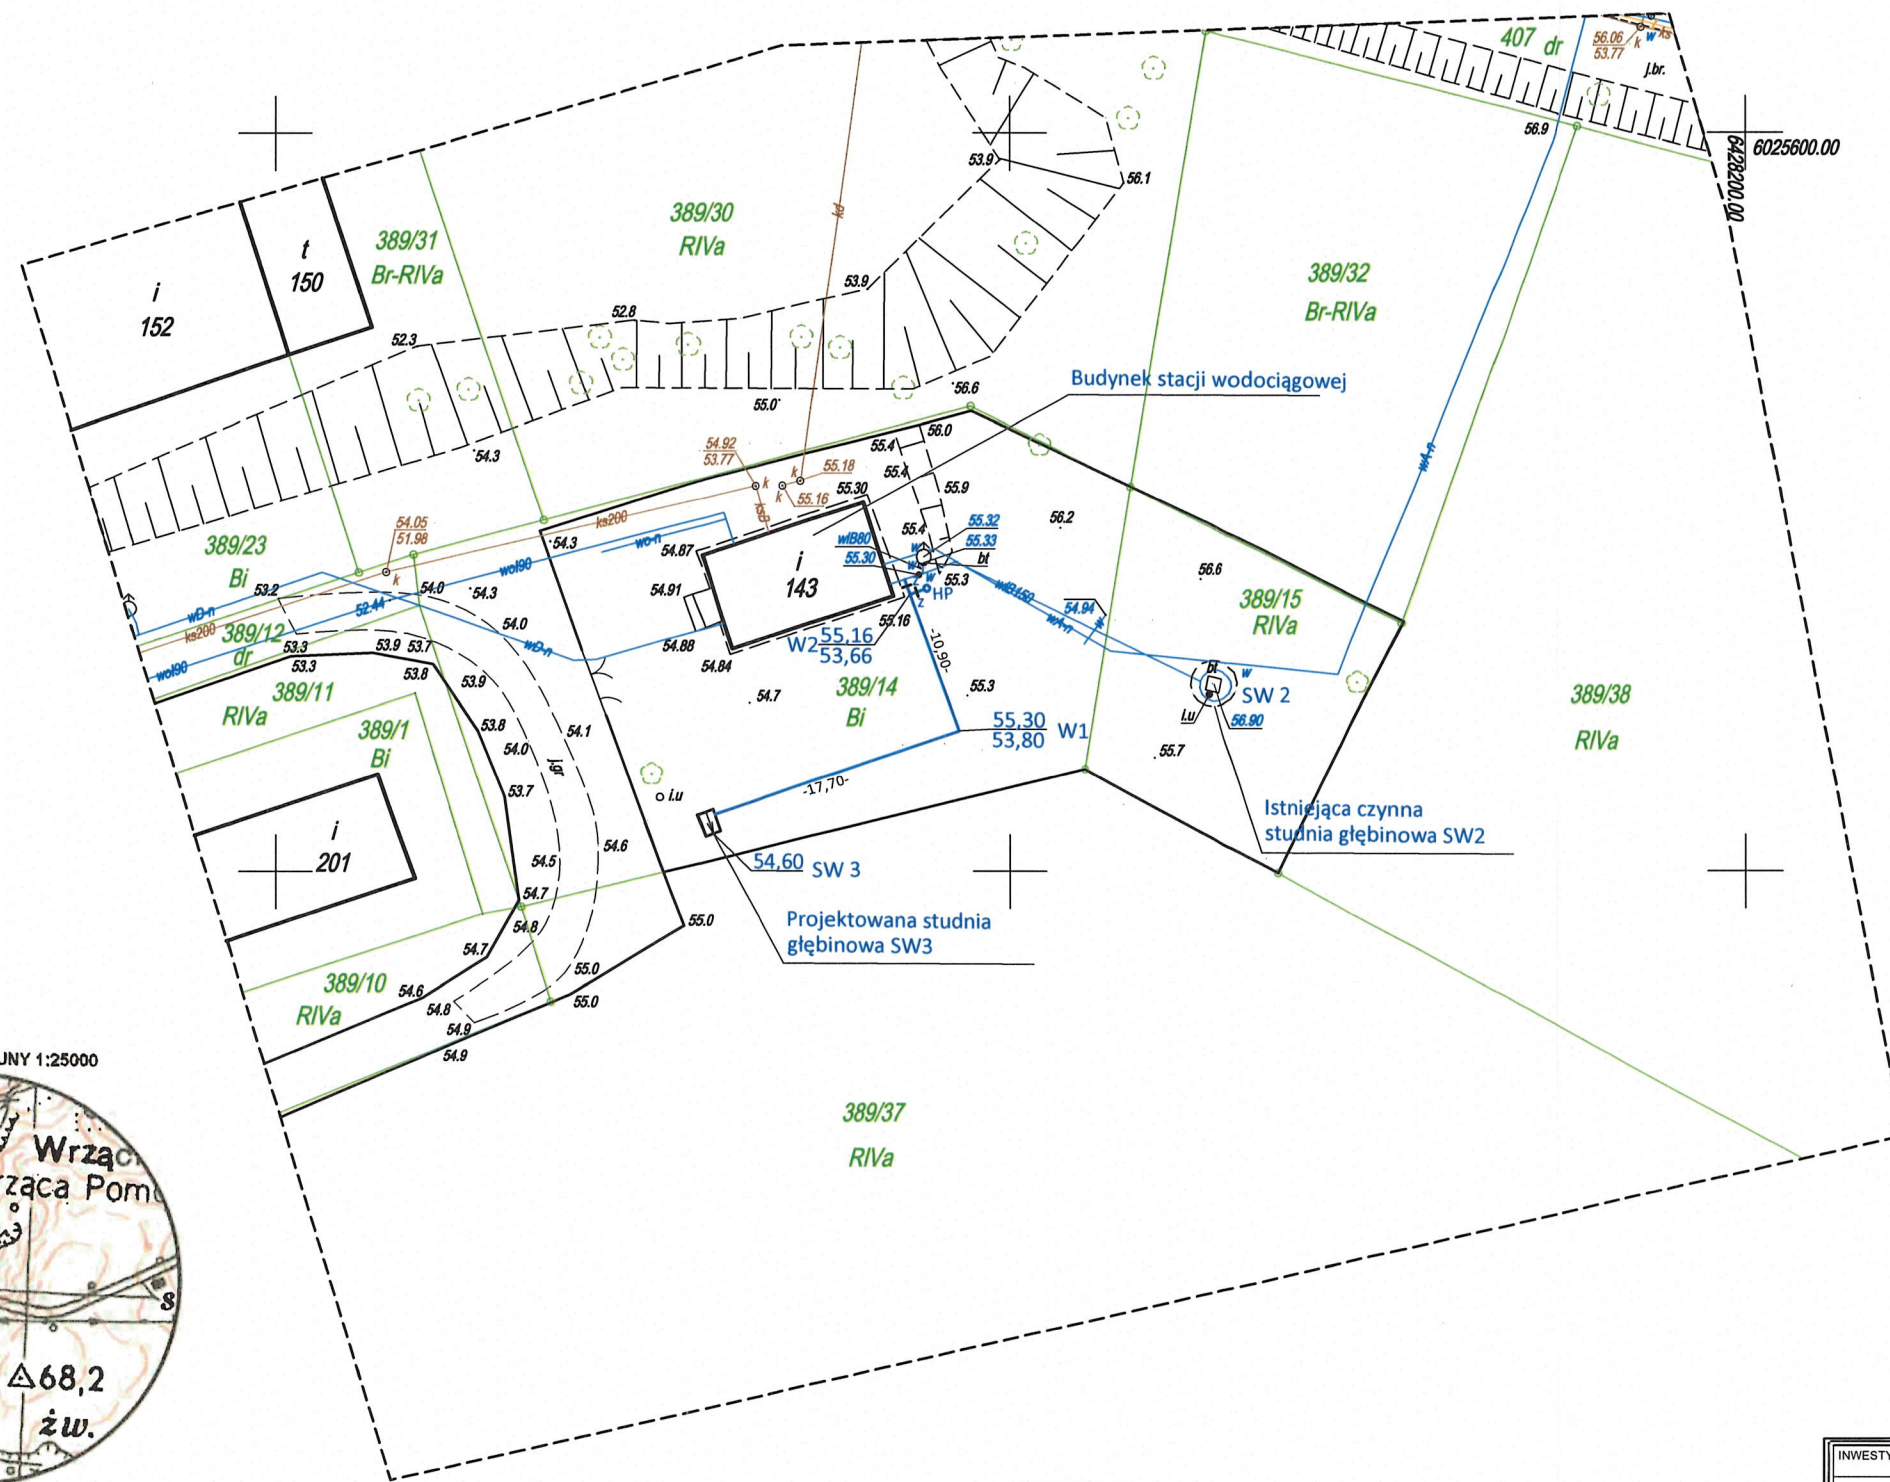 407 dr
56.06
53.77
k
w
ks
j.br.
56.9
6025600.00
6428200.00
53.9
56.1
kd
389/30
RIVa
389/31
Br-RIVa
t
150
i
152
389/32
Br-RIVa
53.9
52.8
52.3
Budynek stacji wodociągowej
56.6
55.0
56.0
55.4
54.92
53.77
k
k
55.18
55.4
54.3
k
55.16
55.30
55.9
wA-n
ks200
ksB
56.2
54.05
51.98
55.4
55.32
wo-n
54.3
54.87
wIB80
w
55.33
389/23
Bi
55.30
w
bt
wol90
i
143
w
55.3
56.6
k
54.0
54.3
54.91
z
HP
wIB150
389/15
RIVa
53.2
wD-n
52.44
54.94
w
54.0
55.16
wA-n
ks200
389/12
dr
W2
55,16
53,66
-10,90-
53.3
53.9
53.7
wD-n
54.88
54.84
wol90
53.3
53.8
53.9
389/14
Bi
55.3
bt
w
SW 2
389/11
RIVa
54.7
i.u
56.90
389/38
RIVa
389/1
Bi
53.8
54.1
55,30
53,80
W1
54.0
55.7
j.gr
53.7
i.u
-17,70-
Istniejąca czynna
studnia głębinowa SW2
i
201
54.6
54.5
54,60
SW 3
54.7
54.8
55.0
Projektowana studnia
głębinowa SW3
54.7
55.0
389/10
RIVa
54.6
54.8
55.0
54.9
54.9
UNY 1:25000
389/37
RIVa
68,2
żw.
S
INWESTY